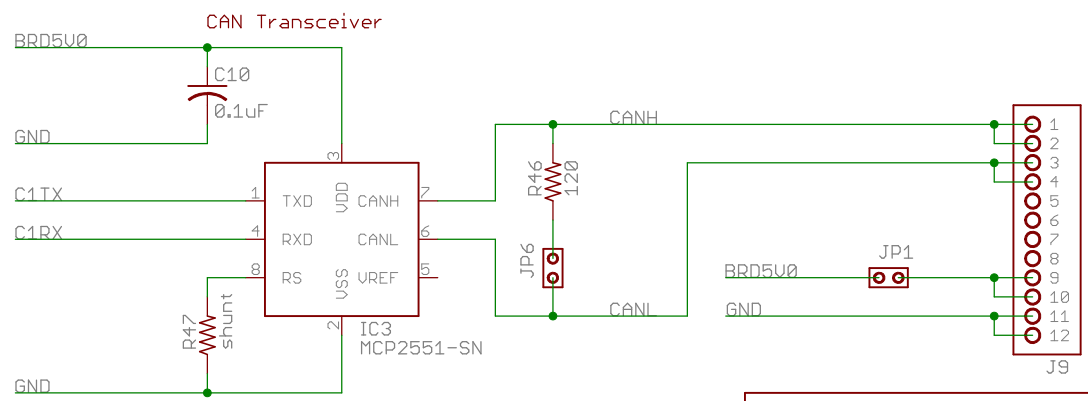 CAN Transceiver
BRD5V0
C10
0.1uF
GND
CANH
R46
120
1
2
3
4
5
6
7
8
9
10
11
12
J9
C1TX
C1RX
1
4
8
3
2
7
6
5
TXD
RXD
RS
VDD
VSS
CANH
CANL
VREF
IC3
MCP2551-SN
R47
shunt
GND
JP6
CANL
BRD5V0
JP1
GND